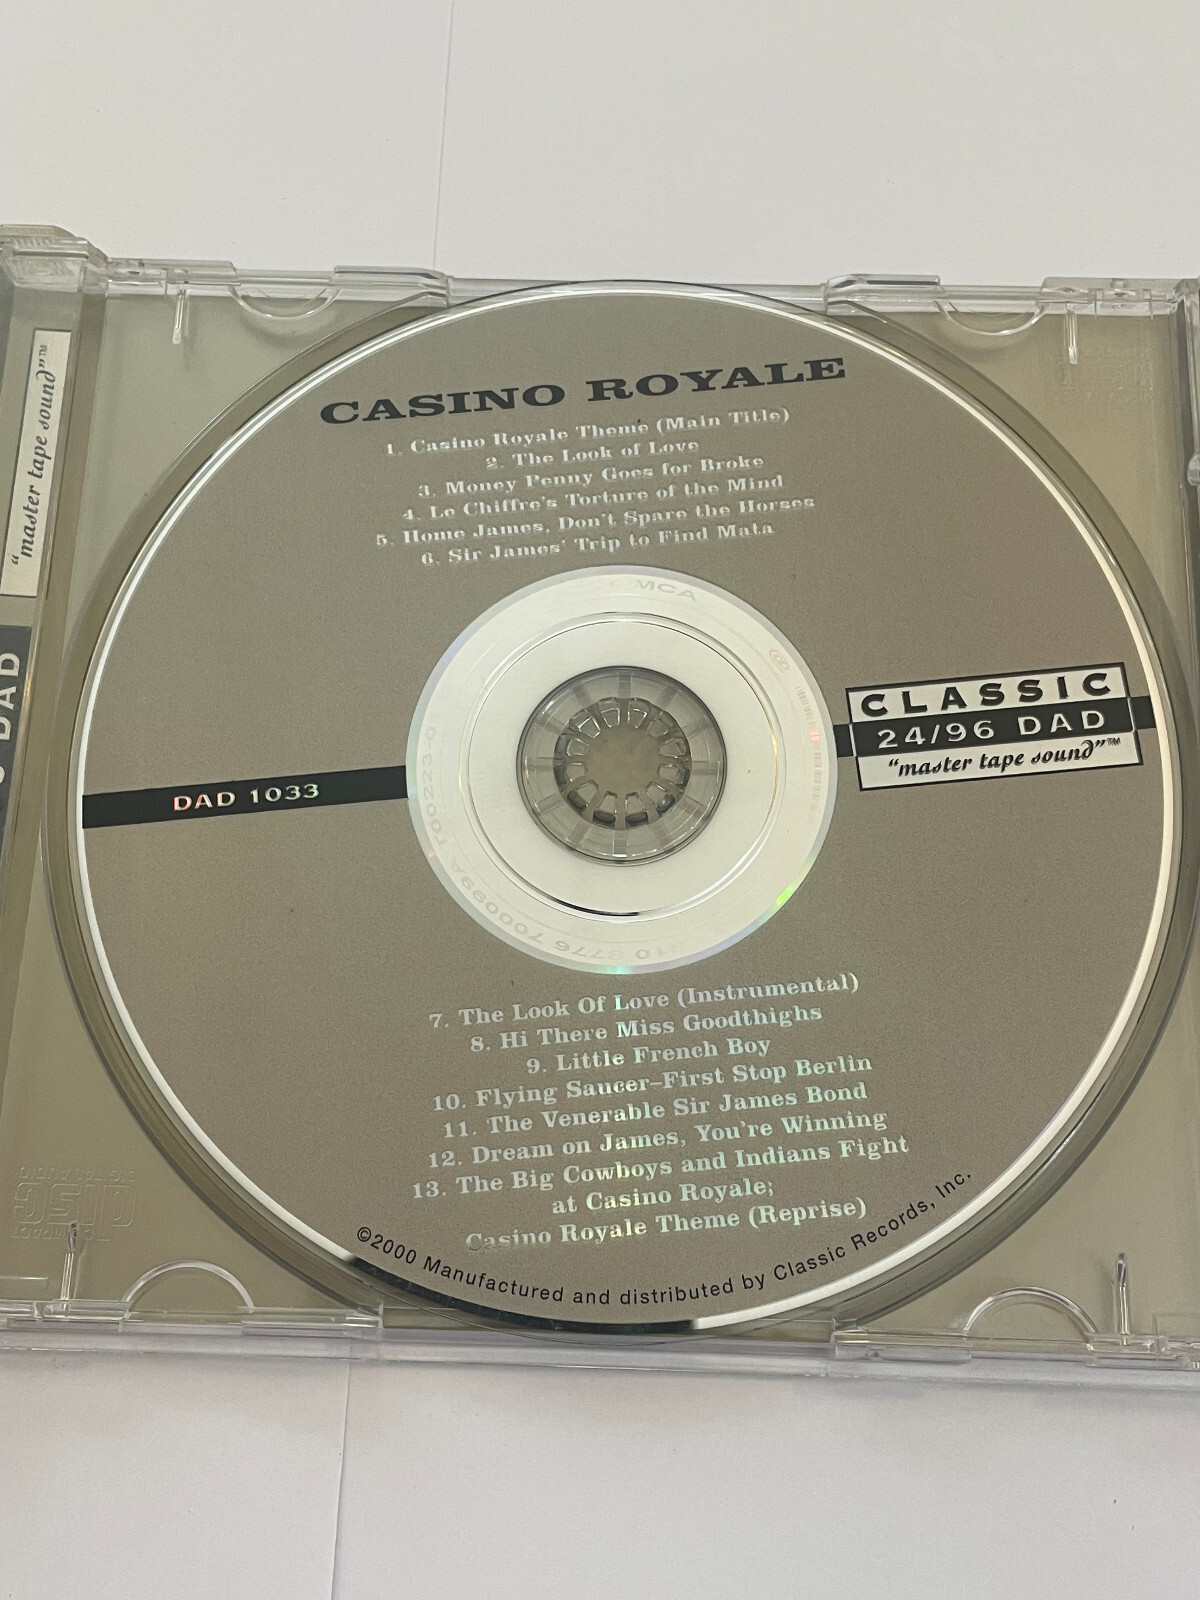 CASINO ROYALE
1. Casino Royale Theme (Main Title)
2. The Look of Love
3. Money Penny Goes for Broke
4. Le Chiffre's Torture of the Mind
5. Home James, Don't Spare the Horses
6. Sir James' Trip to Find Mata
MCA
"master tape sound"™
DAD
CLASSIC
24/96 DAD
"master tape sound"™
DAD 1033
7. The Look Of Love (Instrumental)
8. Hi There Miss Goodthighs
9. Little French Boy
10. Flying Saucer–First Stop Berlin
11. The Venerable Sir James Bond
12. Dream on James, You're Winning
13. The Big Cowboys and Indians Fight
at Casino Royale;
Casino Royale Theme (Reprise)
©2000 Manufactured and distributed by Classic Records, Inc.
COMPACT
DISC
DIGITAL AUDIO